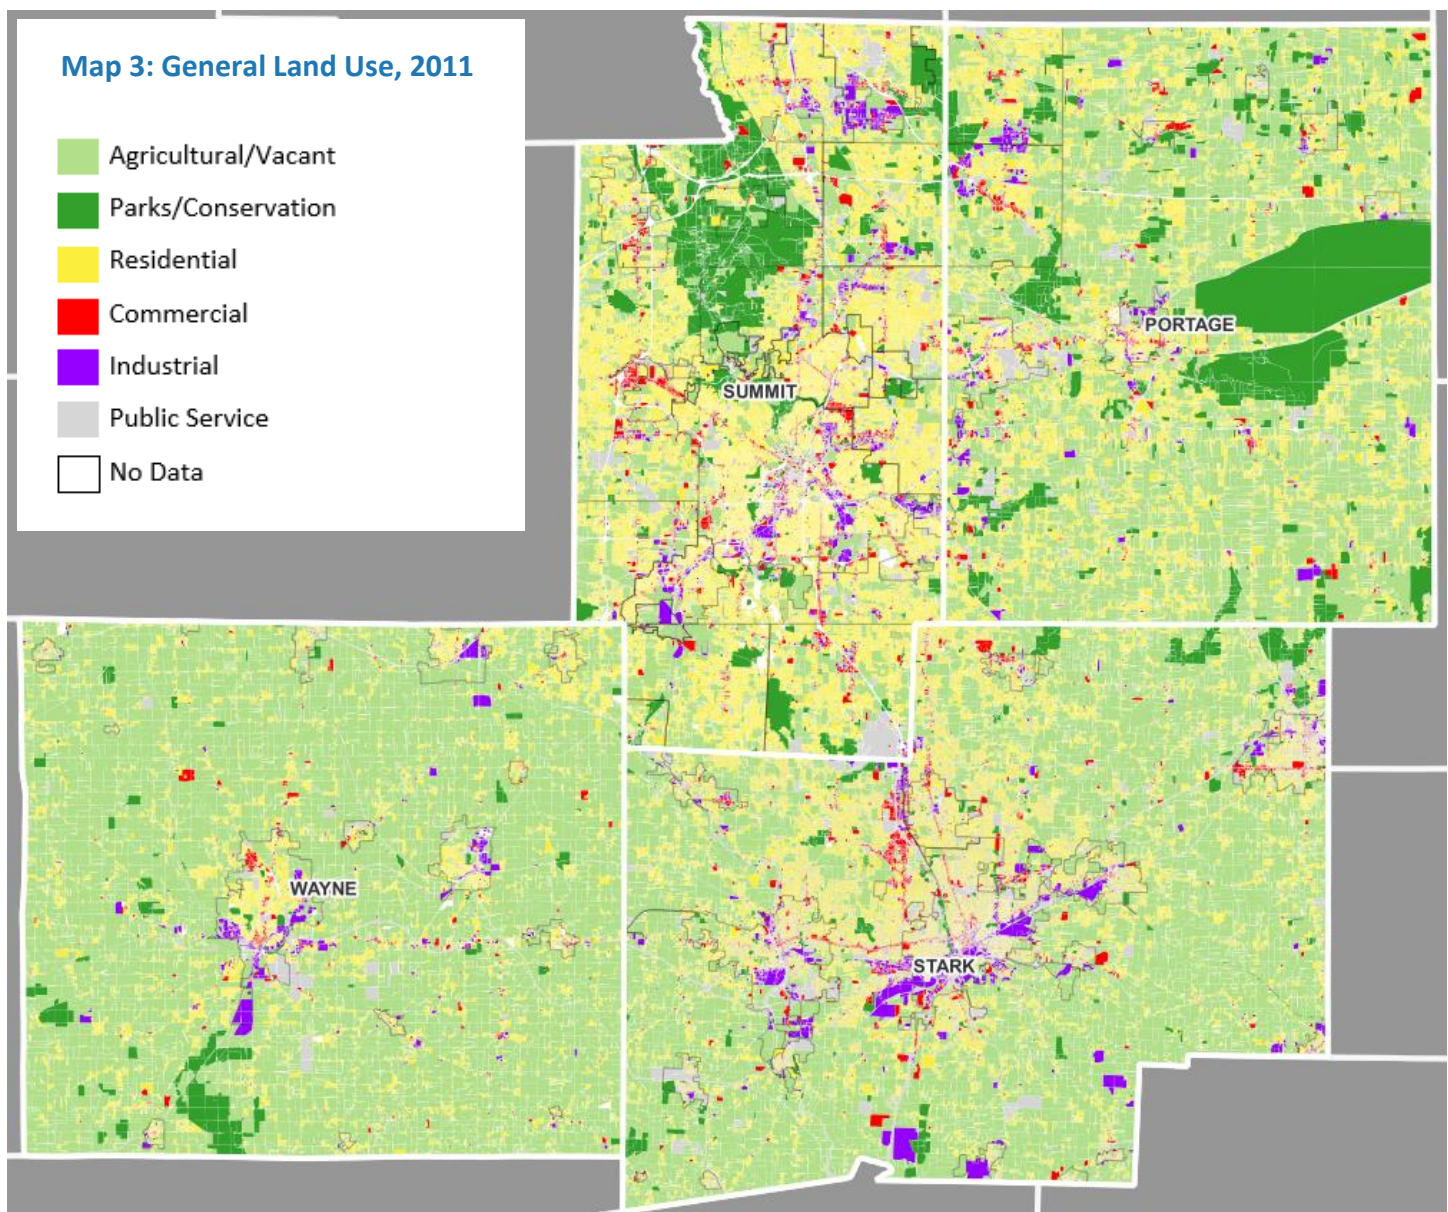 Map 3: General Land Use, 2011
Agricultural/Vacant
Parks/Conservation
Residential
Commercial
Industrial
Public Service
No Data
PORTAGE
SUMMIT
WAYNE
STARK